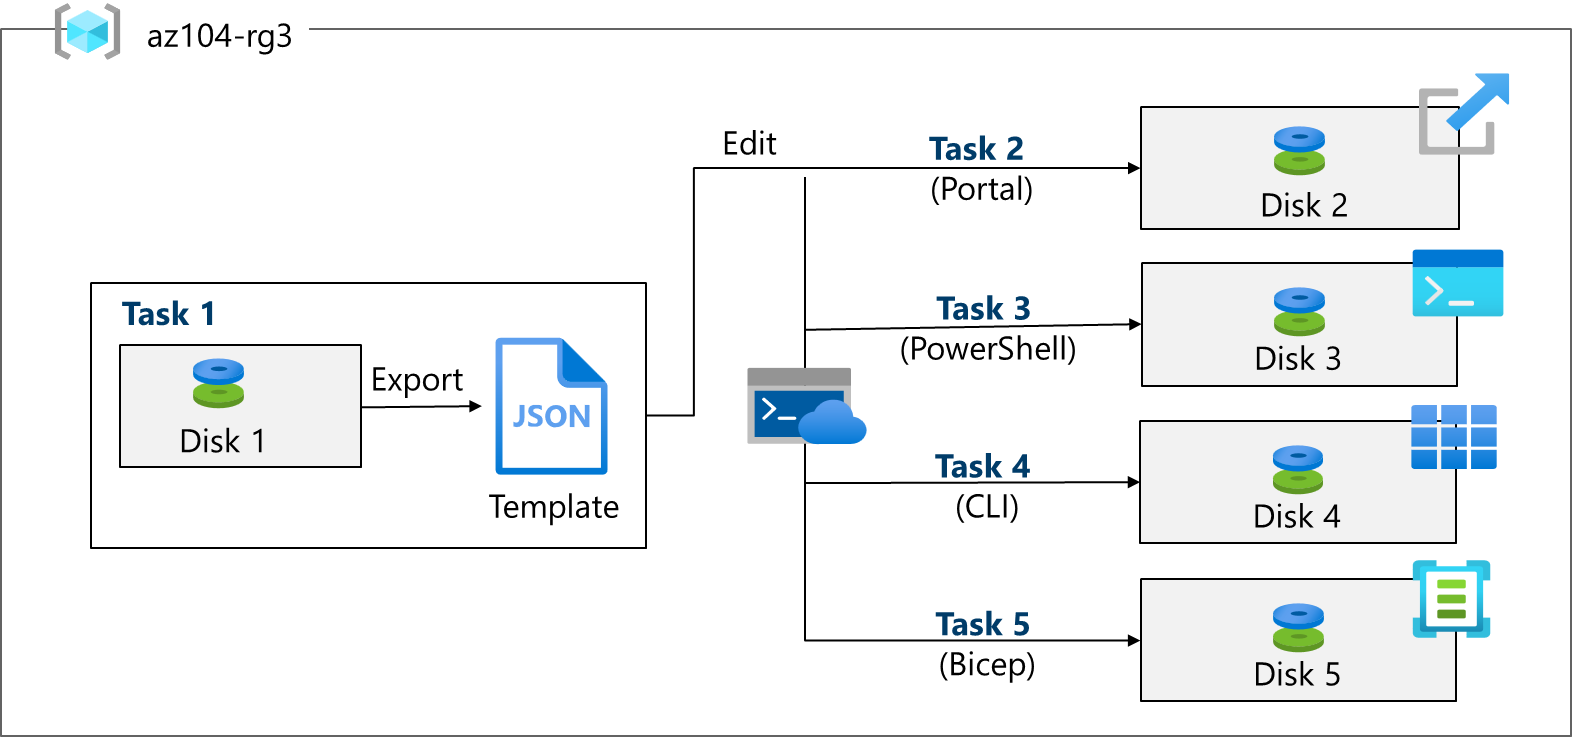 az104-rg3
Edit
Task 2
(Portal)
Disk 2
Task 1
Disk 1
Export
JSON
Template
Task 3
(PowerShell)
Disk 3
Task 4
(CLI)
Disk 4
Task 5
(Bicep)
Disk 5